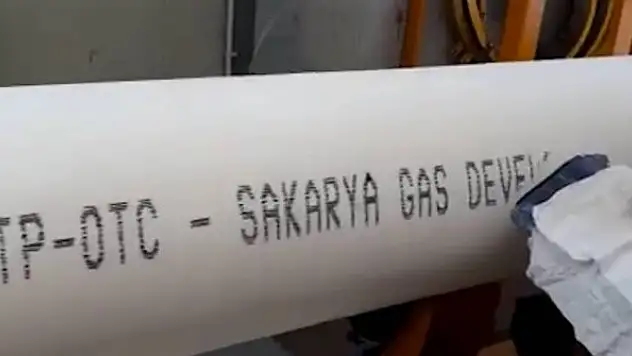 TP-OTC - SAKARYA GAS DEVE